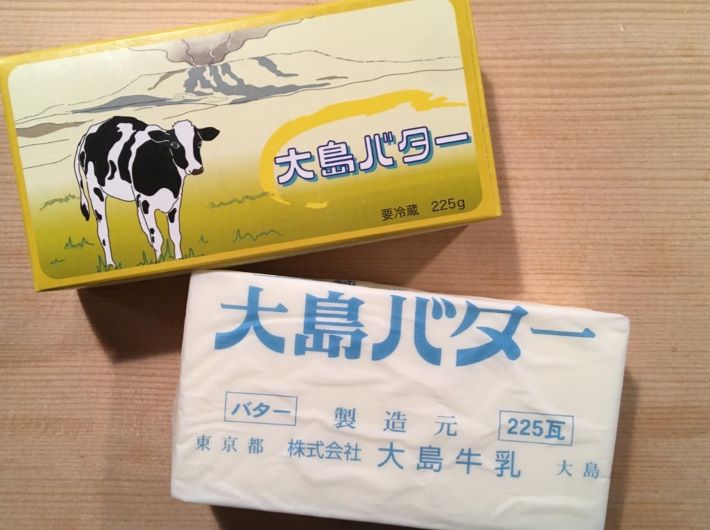 大島バター
要冷蔵 225g
大島バター
バター 製造元 225瓦
東京都 株式会社 大島牛乳 大島